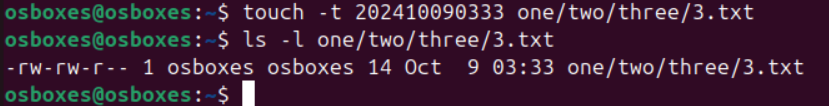 osboxes@osboxes:~$ touch -t 202410090333 one/two/three/3.txt
osboxes@osboxes:~$ ls -l one/two/three/3.txt
-rw-rw-r-- 1 osboxes osboxes 14 Oct  9 03:33 one/two/three/3.txt
osboxes@osboxes:~$